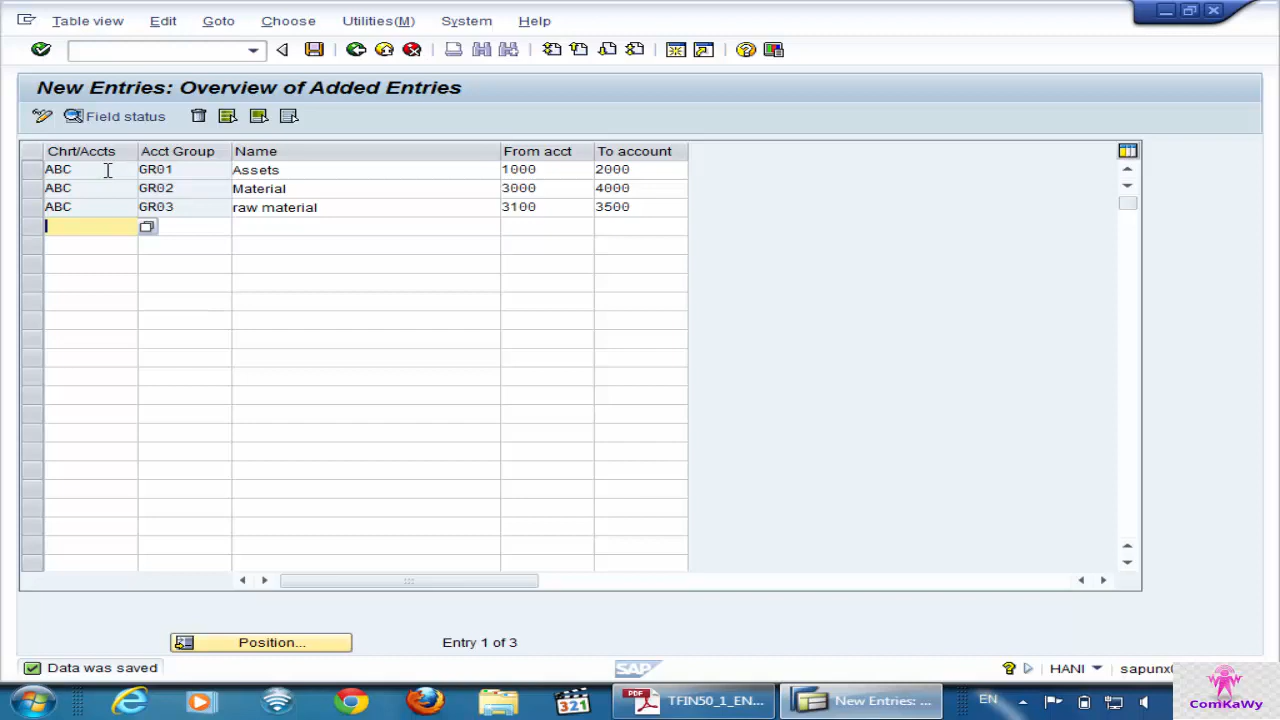 Table view Edit Goto Choose Utilities(M) System Help
New Entries: Overview of Added Entries
Field status
Chrt/Accts Acct Group Name From acct To account
ABC GR01 Assets 1000 2000
ABC GR02 Material 3000 4000
ABC GR03 raw material 3100 3500
Position... Entry 1 of 3
Data was saved SAP HANI
321 PDF TFIN50_1_EN... New Entries: ... EN
ComKaWy